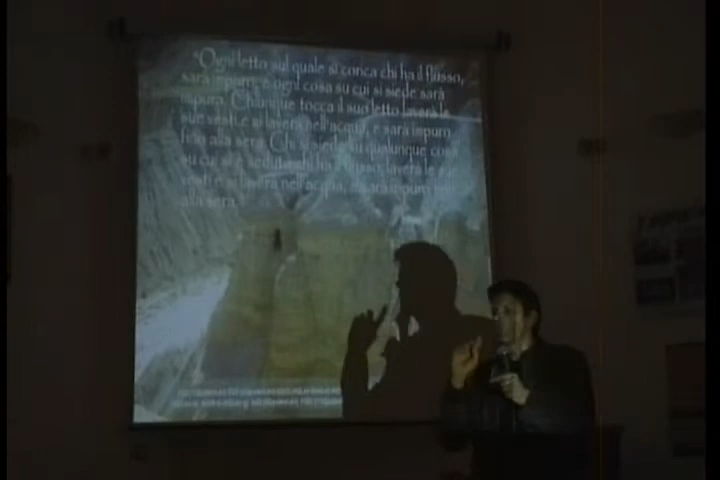 "Ogni letto sul quale si corica chi ha il flusso,
sarà impuro; e ogni cosa su cui si siede sarà
impura. Chiunque tocca il suo letto laverà le
sue vesti e si laverà nell'acqua, e sarà impuro
fino alla sera. Chi si siede su qualunque cosa
su cui si è seduto chi ha il flusso, laverà le sue
vesti e si laverà nell'acqua, e sarà impuro fino
alla sera."